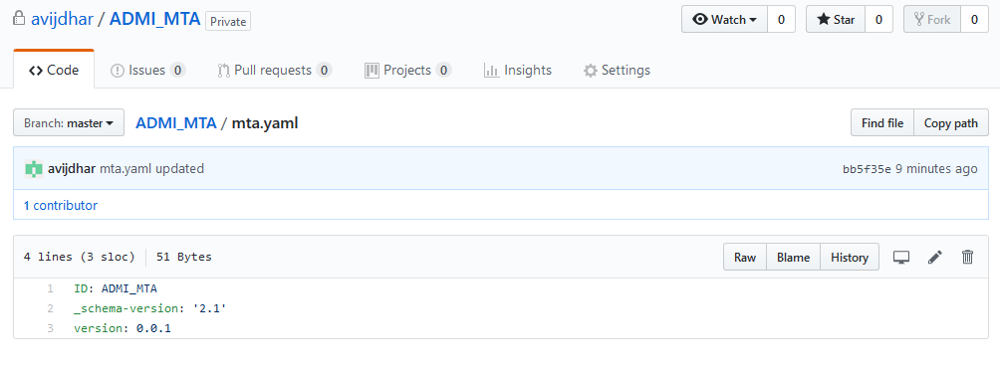 avijdhar / ADMI_MTA Private Watch 0 Star 0 Fork 0
Code Issues 0 Pull requests 0 Projects 0 Insights Settings
Branch: master ADMI_MTA / mta.yaml Find file Copy path
avijdhar mta.yaml updated bb5f35e 9 minutes ago
1 contributor
4 lines (3 sloc) 51 Bytes Raw Blame History
1 ID: ADMI_MTA
2 _schema-version: '2.1'
3 version: 0.0.1